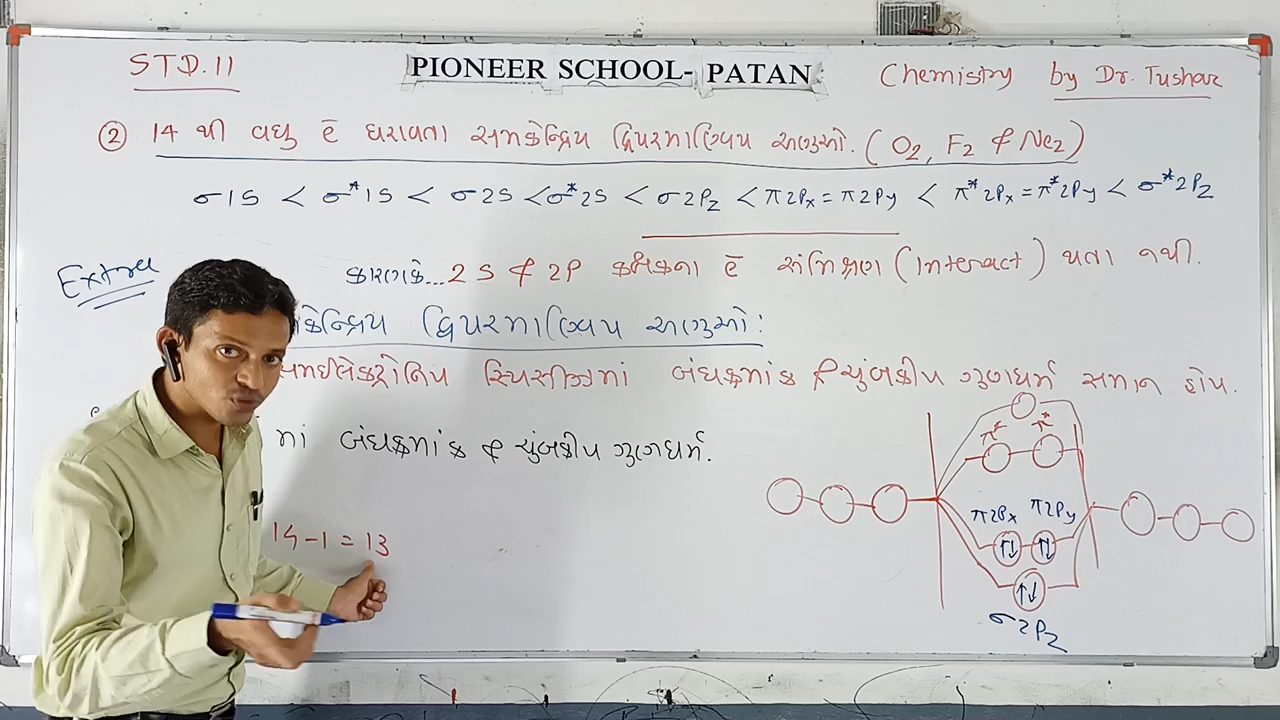 STD.11 PIONEER SCHOOL- PATAN Chemistry by Dr. Tushar
② 14 થી વધુ ē ધરાવતા સમકેન્દ્રિય દ્વિપરમાણ્વિય અણુઓ. (O₂, F₂ & Ne₂)
σ1S < σ*1S < σ2S < σ*2S < σ2Pz < π2Px = π2Py < π*2Px = π*2Py < σ*2Pz
Extra કારણકે... 2S & 2P કક્ષકના ē સંમિશ્રણ (Interact) થતા નથી.
કેન્દ્રિય દ્વિપરમાણ્વિય અણુઓ:
સમઈલેક્ટ્રોનિય સ્પિસીઝમાં બંધક્રમાંક & ચુંબકીય ગુણધર્મ સમાન હોય.
માં બંધક્રમાંક & ચુંબકીય ગુણધર્મ.
π* π*
π2Px π2Py
14-1 = 13
σ2Pz